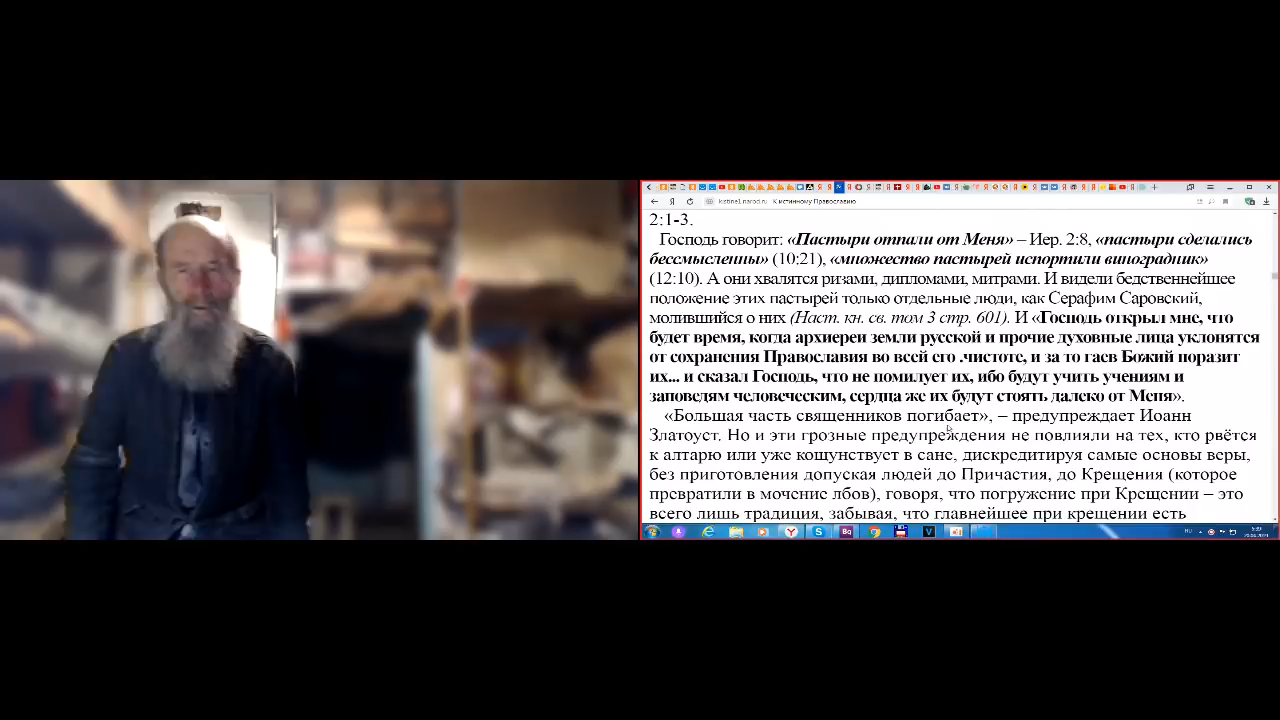 kistine1.narod.ru К истинному Православию
2:1-3.
Господь говорит: «Пастыри отпали от Меня» – Иер. 2:8, «пастыри сделались
бессмысленны» (10:21), «множество пастырей испортили виноградник»
(12:10). А они хвалятся ризами, дипломами, митрами. И видели бедственнейшее
положение этих пастырей только отдельные люди, как Серафим Саровский,
молившийся о них (Наст. кн. св. том 3 стр. 601). И «Господь открыл мне, что
будет время, когда архиереи земли русской и прочие духовные лица уклонятся
от сохранения Православия во всей его .чистоте, и за то гаев Божий поразит
их... и сказал Господь, что не помилует их, ибо будут учить учениям и
заповедям человеческим, сердца же их будут стоять далеко от Меня».
«Большая часть священников погибает», – предупреждает Иоанн
Златоуст. Но и эти грозные предупреждения не повлияли на тех, кто рвётся
к алтарю или уже кощунствует в сане, дискредитируя самые основы веры,
без приготовления допуская людей до Причастия, до Крещения (которое
превратили в мочение лбов), говоря, что погружение при Крещении – это
всего лишь традиция, забывая, что главнейшее при крещении есть